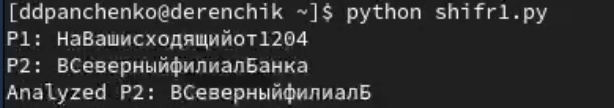 [ddpanchenko@derenchik ~]$ python shifr1.py
P1: НаВашисходящийот1204
P2: ВСеверныйфилиалБанка
Analyzed P2: ВСеверныйфилиалБ